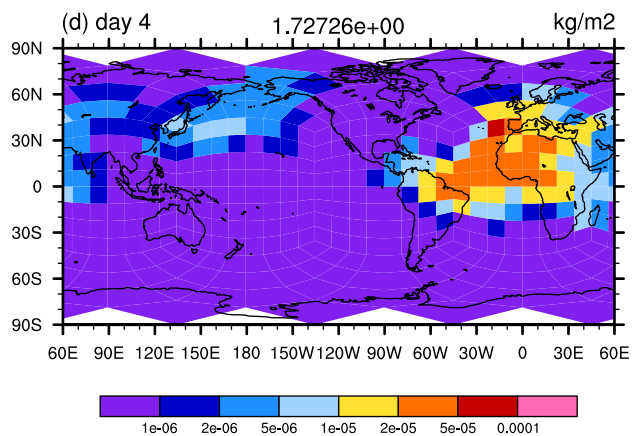 (d) day 4 1.72726e+00 kg/m2
90N
60N
30N
0
30S
60S
90S
60E 90E 120E 150E 180 150W 120W 90W 60W 30W 0 30E 60E
1e-06 2e-06 5e-06 1e-05 2e-05 5e-05 0.0001